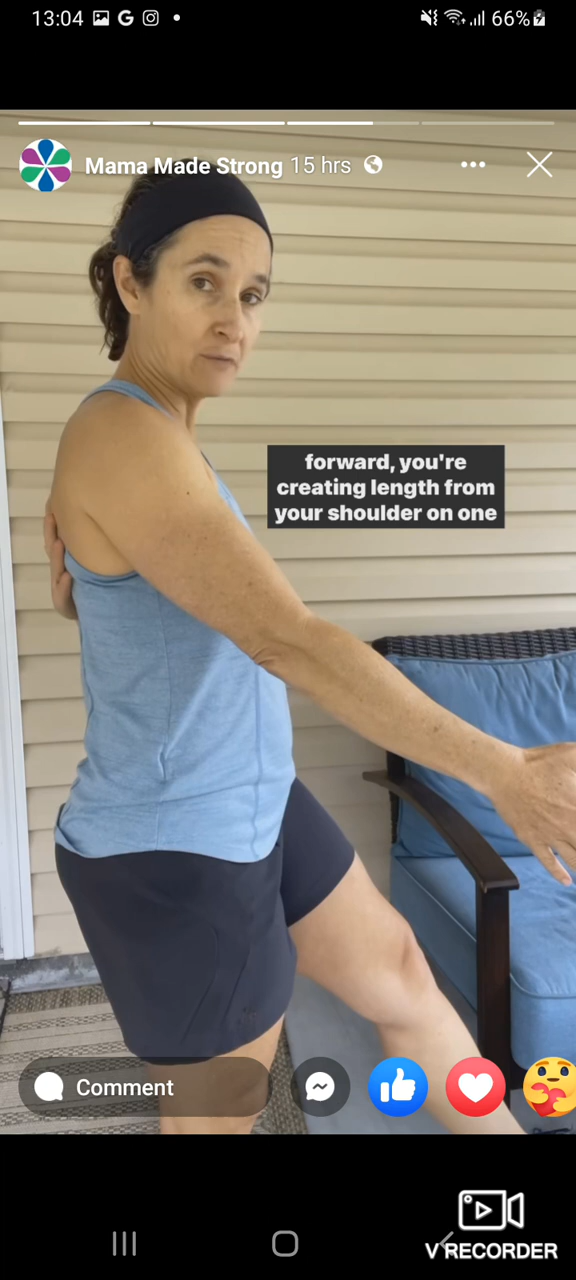 13:04
66%
Mama Made Strong 15 hrs
forward, you're
creating length from
your shoulder on one
Comment
V RECORDER